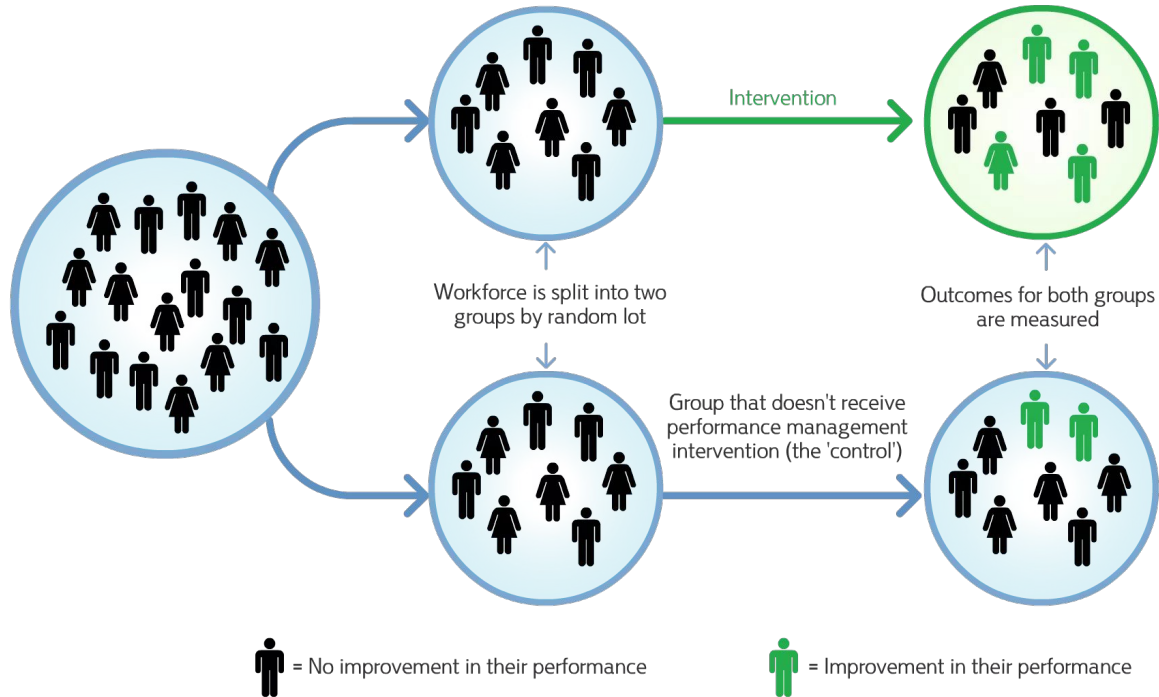 Intervention
Workforce is split into two
groups by random lot
Outcomes for both groups
are measured
Group that doesn't receive
performance management
intervention (the 'control')
= No improvement in their performance
= Improvement in their performance